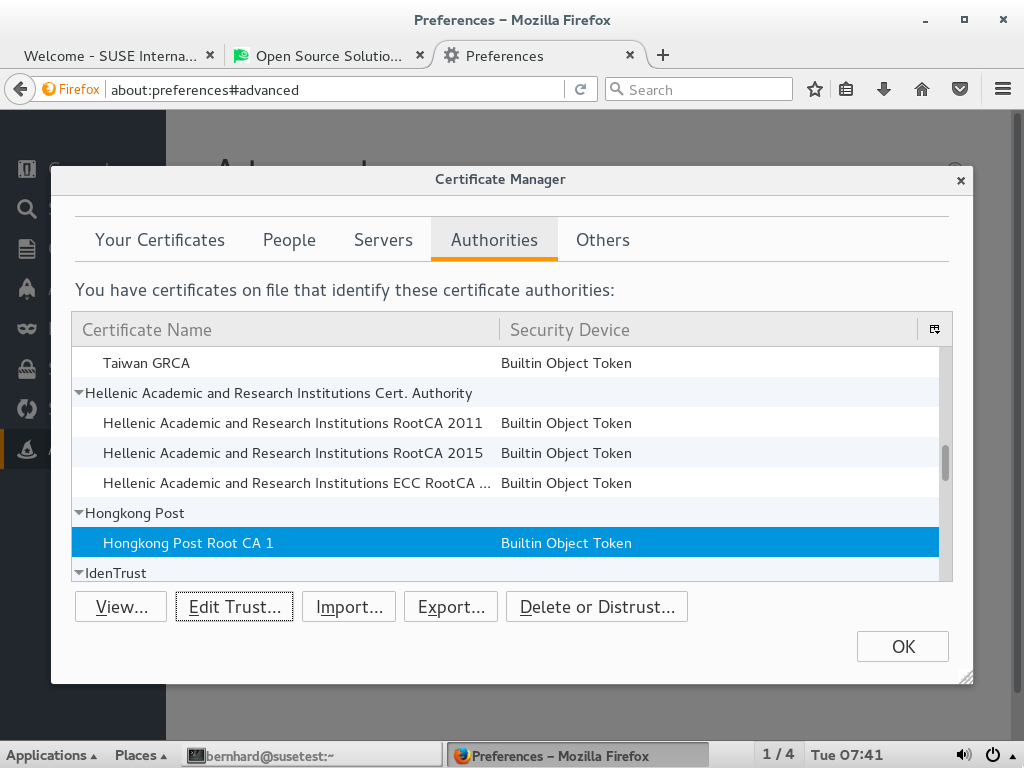 Preferences – Mozilla Firefox
Welcome - SUSE Interna...
Open Source Solutio...
Preferences
Firefox
about:preferences#advanced
Search
Certificate Manager
Your Certificates
People
Servers
Authorities
Others
You have certificates on file that identify these certificate authorities:
Certificate Name
Security Device
Taiwan GRCA
Builtin Object Token
Hellenic Academic and Research Institutions Cert. Authority
Hellenic Academic and Research Institutions RootCA 2011
Builtin Object Token
Hellenic Academic and Research Institutions RootCA 2015
Builtin Object Token
Hellenic Academic and Research Institutions ECC RootCA ...
Builtin Object Token
Hongkong Post
Hongkong Post Root CA 1
Builtin Object Token
IdenTrust
View...
Edit Trust...
Import...
Export...
Delete or Distrust...
OK
Applications
Places
bernhard@susetest:~
Preferences – Mozilla Firefox
1 / 4
Tue 07:41